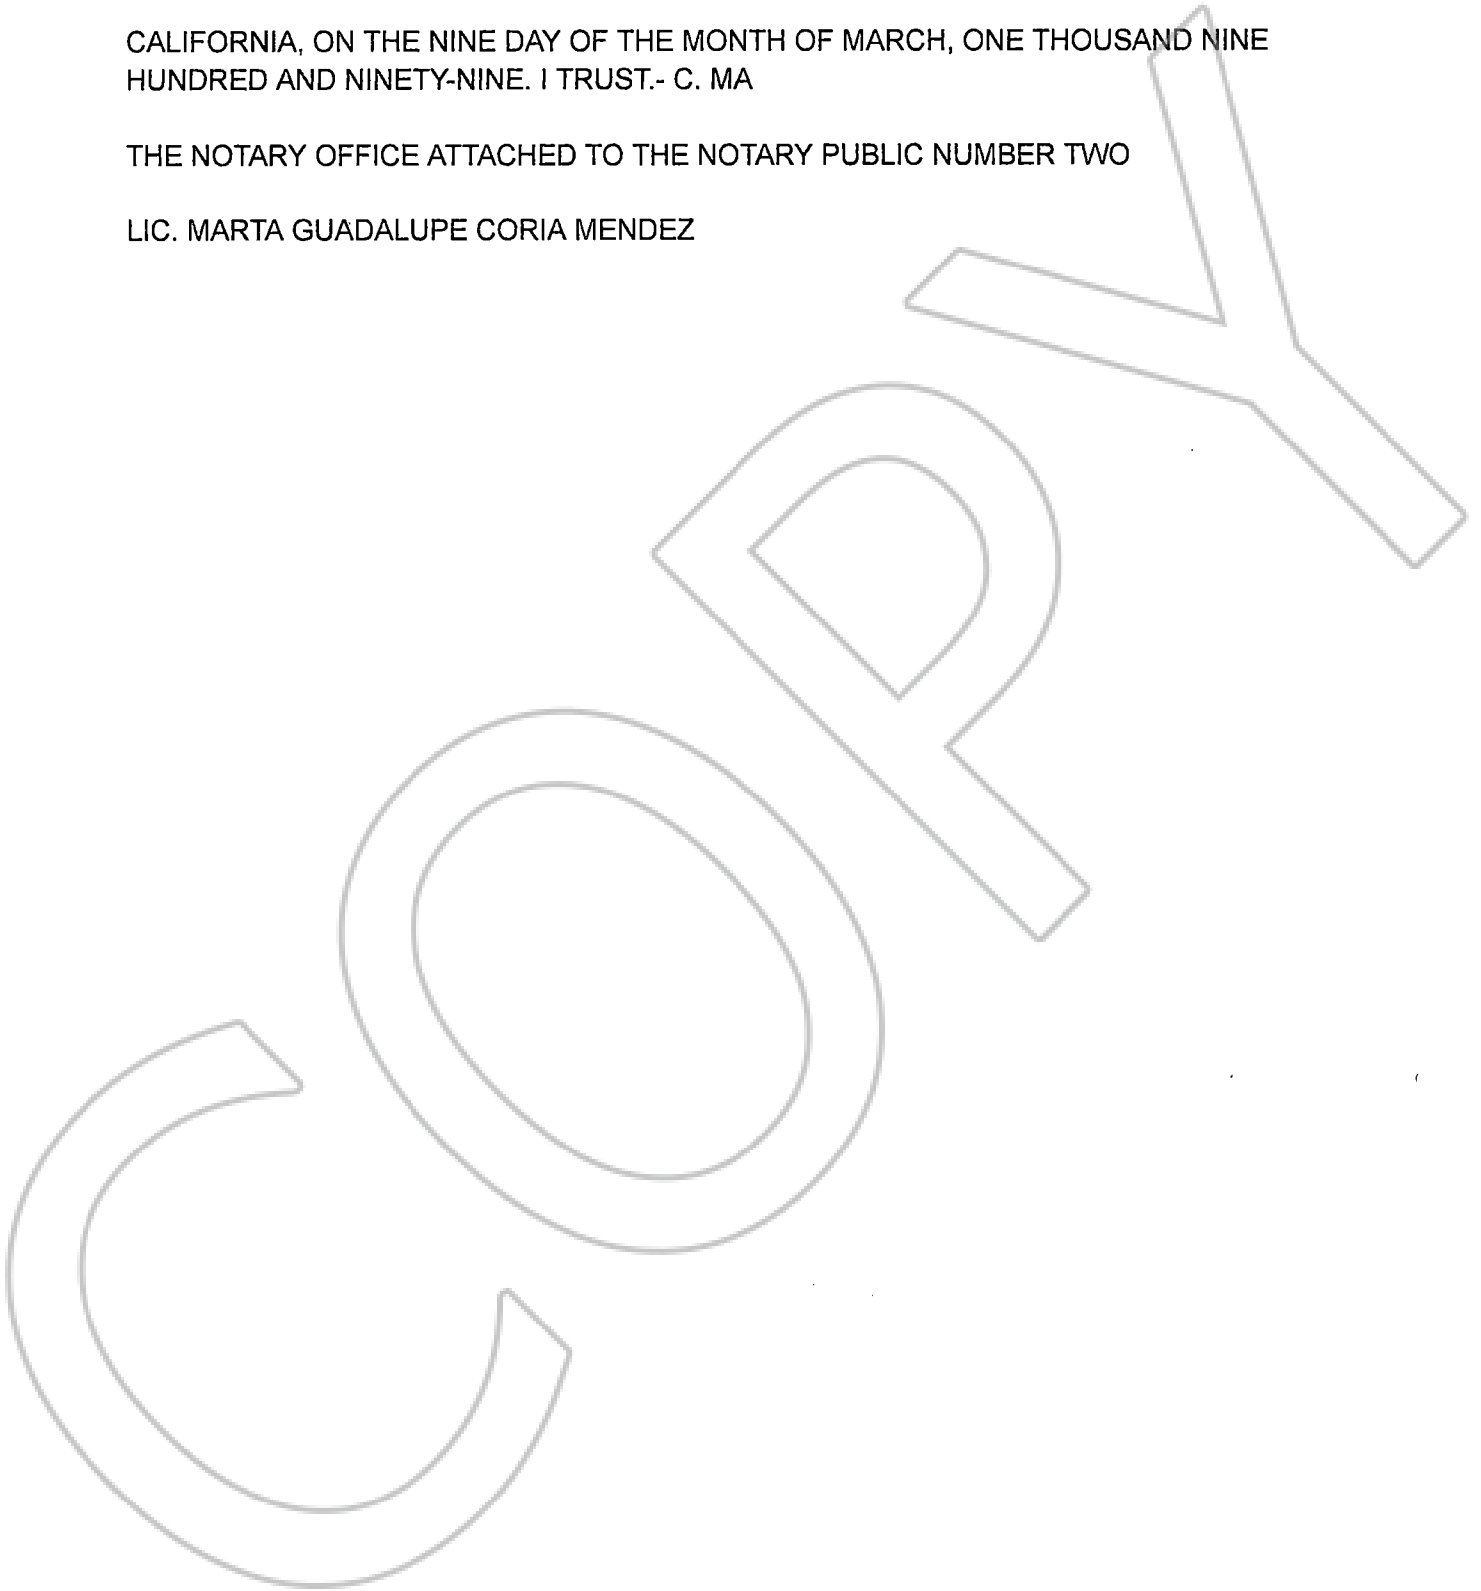 CALIFORNIA, ON THE NINE DAY OF THE MONTH OF MARCH, ONE THOUSAND NINE
HUNDRED AND NINETY-NINE. I TRUST.- C. MA
THE NOTARY OFFICE ATTACHED TO THE NOTARY PUBLIC NUMBER TWO
LIC. MARTA GUADALUPE CORIA MENDEZ
COPY